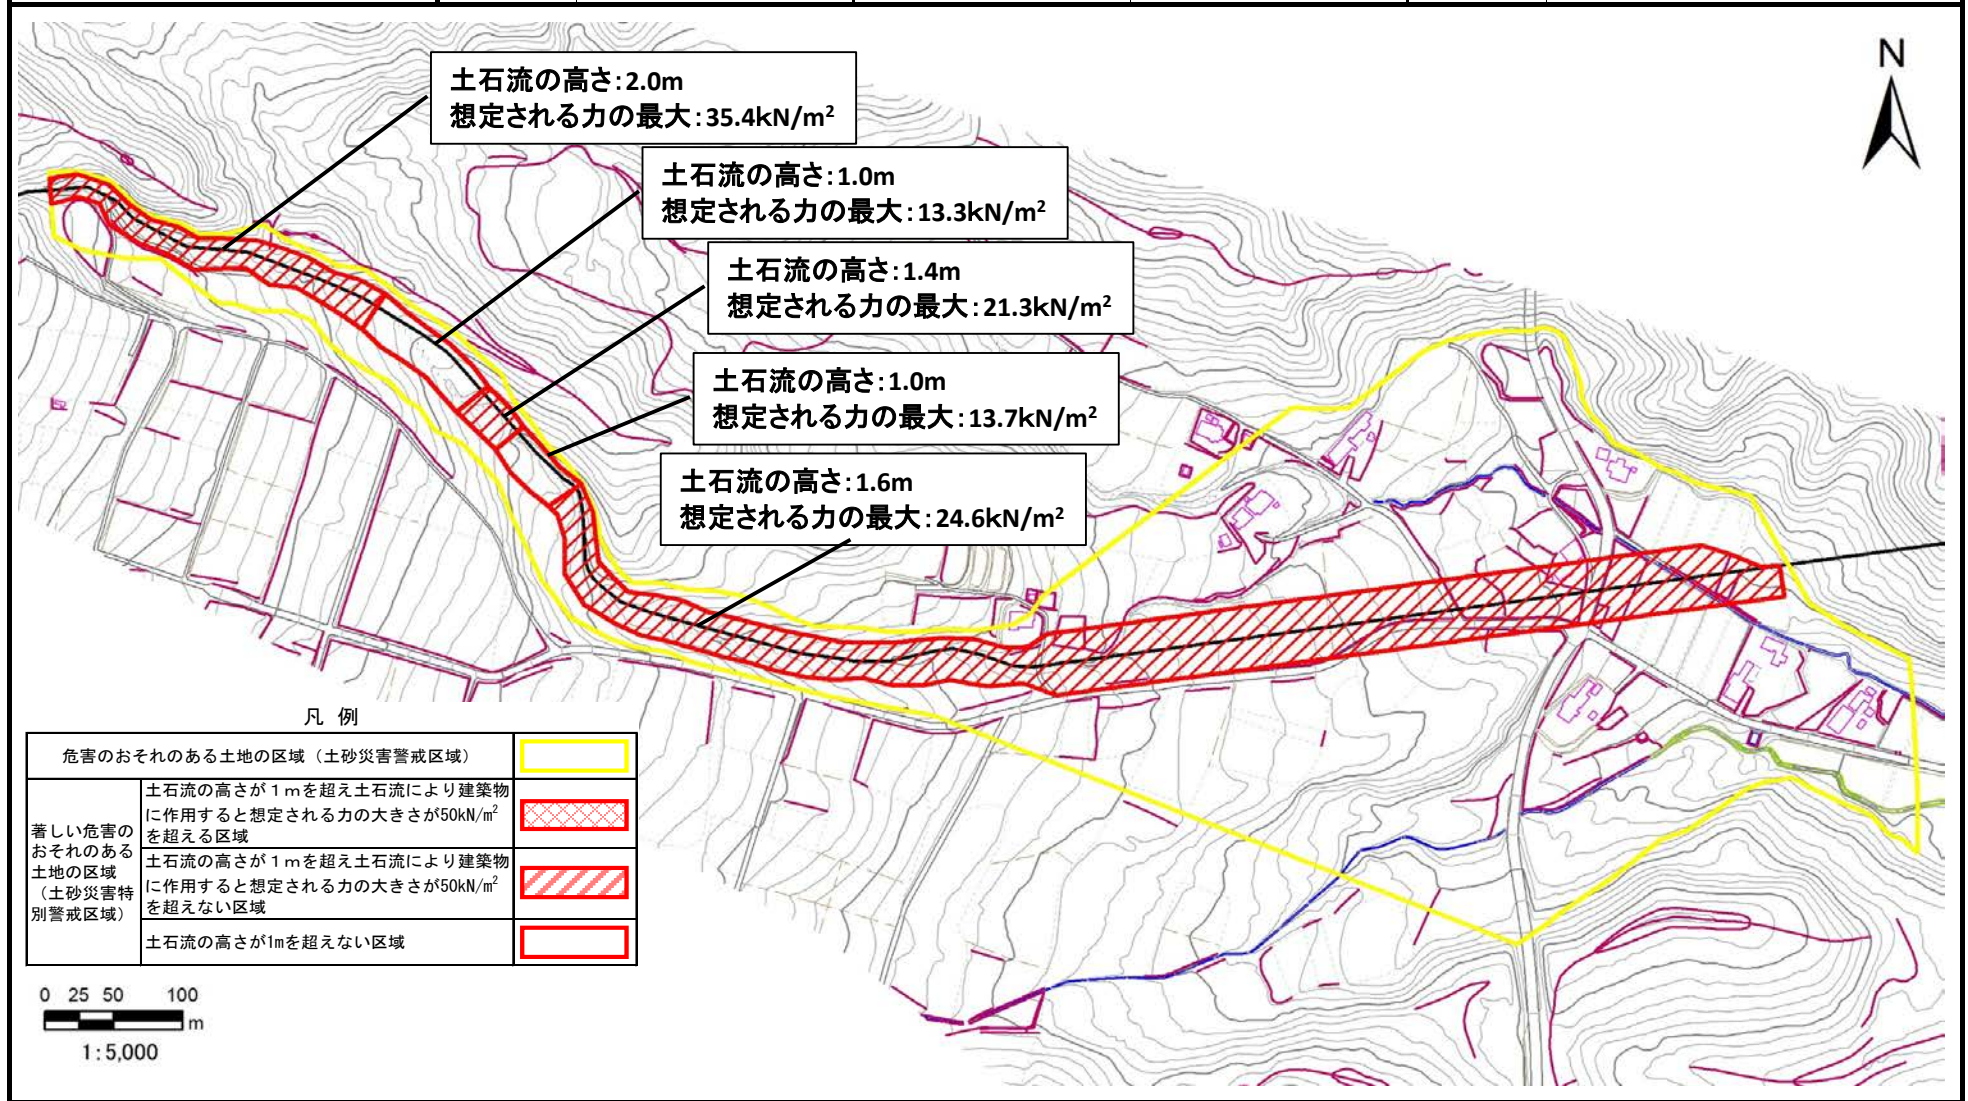 N
土石流の高さ:2.0m
想定される力の最大:35.4kN/m²
土石流の高さ:1.0m
想定される力の最大:13.3kN/m²
土石流の高さ:1.4m
想定される力の最大:21.3kN/m²
土石流の高さ:1.0m
想定される力の最大:13.7kN/m²
土石流の高さ:1.6m
想定される力の最大:24.6kN/m²
凡 例
危害のおそれのある土地の区域(土砂災害警戒区域)
著しい危害の
おそれのある
土地の区域
(土砂災害特
別警戒区域)
土石流の高さが1mを超え土石流により建築物
に作用すると想定される力の大きさが50kN/㎡
を超える区域
土石流の高さが1mを超え土石流により建築物
に作用すると想定される力の大きさが50kN/㎡
を超えない区域
土石流の高さが1mを超えない区域
0 25 50 100
m
1:5,000